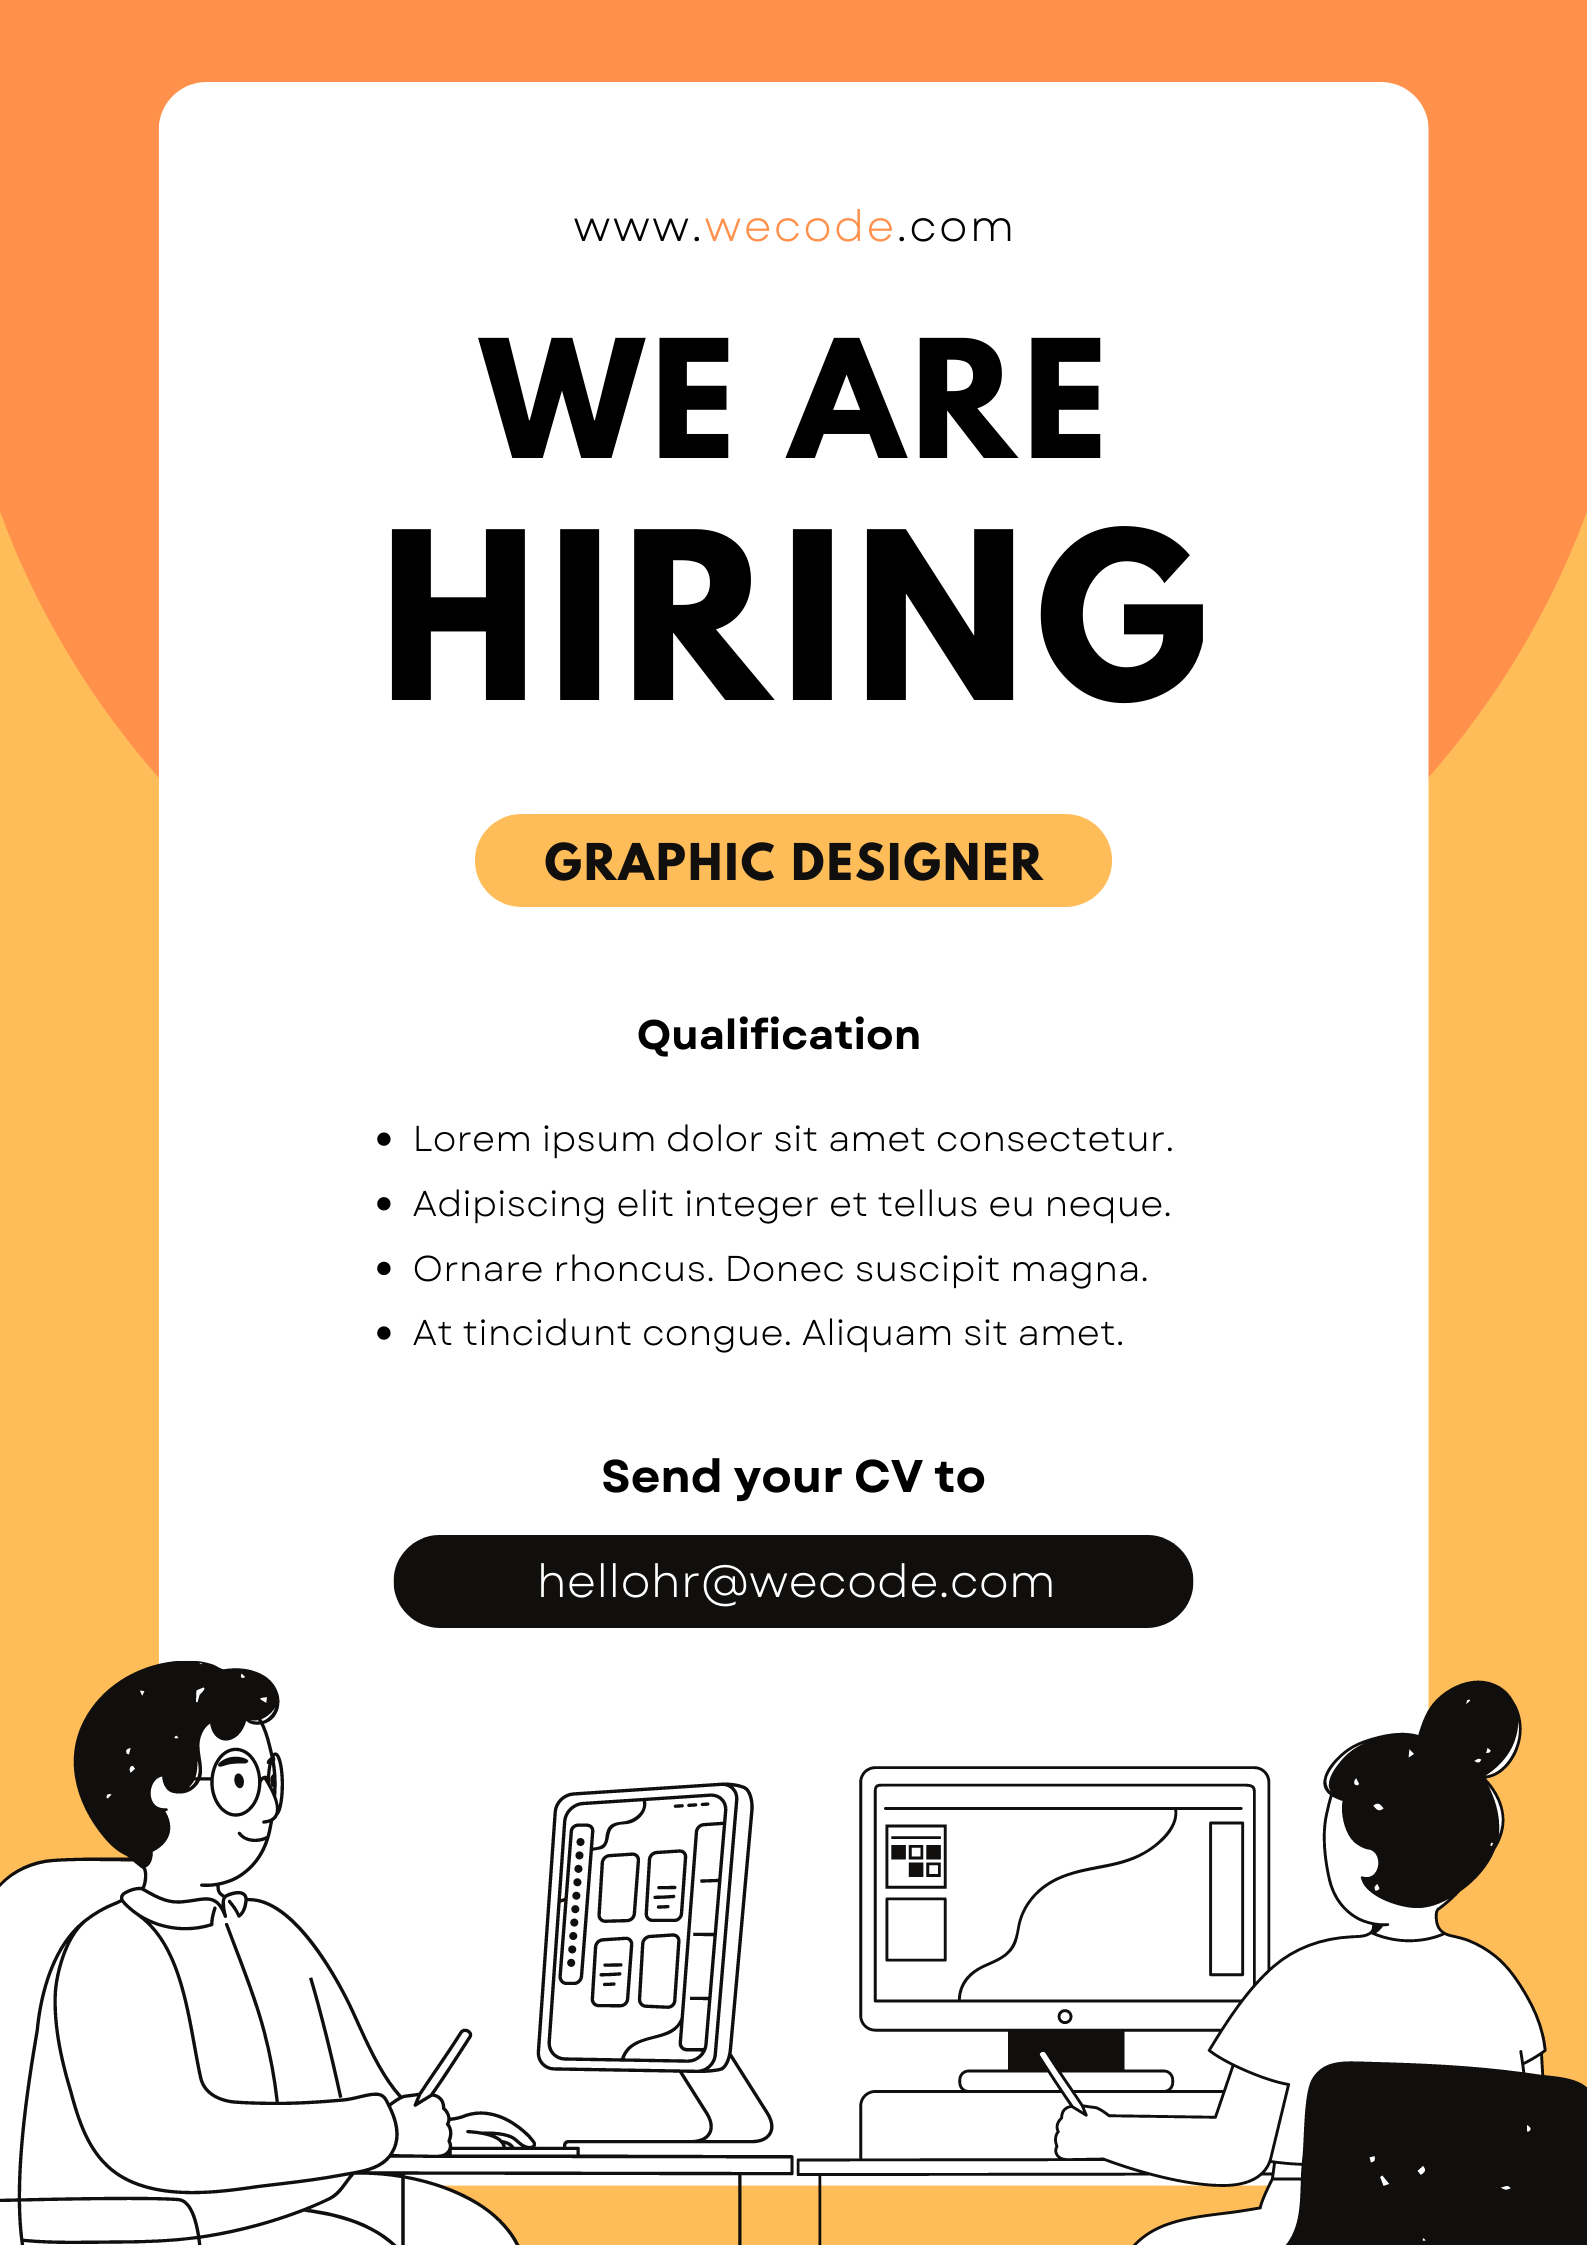 www.wecode.com
WE ARE
HIRING
GRAPHIC DESIGNER
Qualification
• Lorem ipsum dolor sit amet consectetur.
• Adipiscing elit integer et tellus eu neque.
• Ornare rhoncus. Donec suscipit magna.
• At tincidunt congue. Aliquam sit amet.
Send your CV to
hellohr@wecode.com